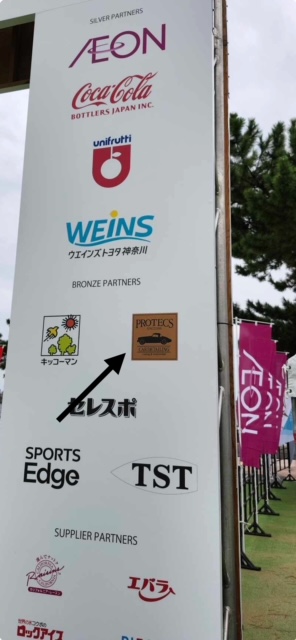 SILVER PARTNERS
ÆON
Coca-Cola
BOTTLERS JAPAN INC.
unifrutti
WEINS
ウエインズトヨタ神奈川
BRONZE PARTNERS
キッコーマン
PROTECS
セレスポ
SPORTS
Edge
TST
SUPPLIER PARTNERS
エバラ
ロックアイス
ÆON